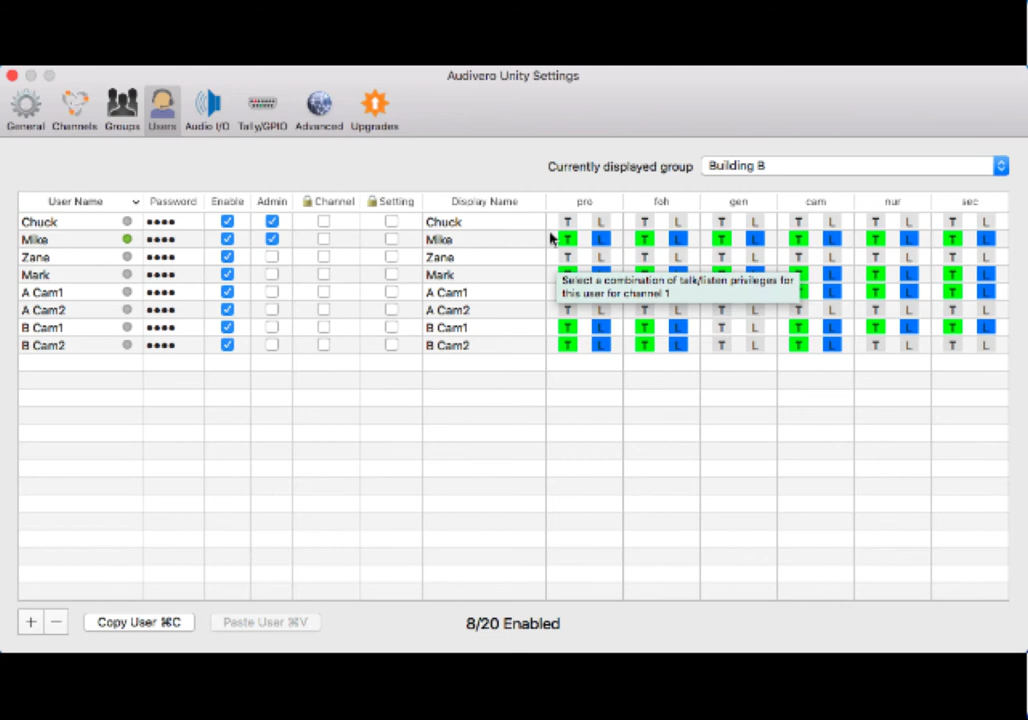 Audivero Unity Settings
General Channels Groups Users Audio I/O Tally/GPIO Advanced Upgrades
Currently displayed group Building B
User Name Password Enable Admin Channel Setting Display Name pro foh gen cam nur sec
Chuck •••• Chuck T L T L T L T L T L T L
Mike •••• Mike T L T L T L T L T L T L
Zane Zane T L T L T L T L T L T L
Mark •••• Mark L L L
A Cam1 •••• A Cam1 T L T L T L
Select a combination of talk/listen privileges for
this user for channel 1
A Cam2 •••• A Cam2 T L T L T L T L T L T L
B Cam1 •••• B Cam1 T L T L T L T L T L T L
B Cam2 •••• B Cam2 T L T L T L T L T L T L
+ − Copy User ⌘C Paste User ⌘V 8/20 Enabled